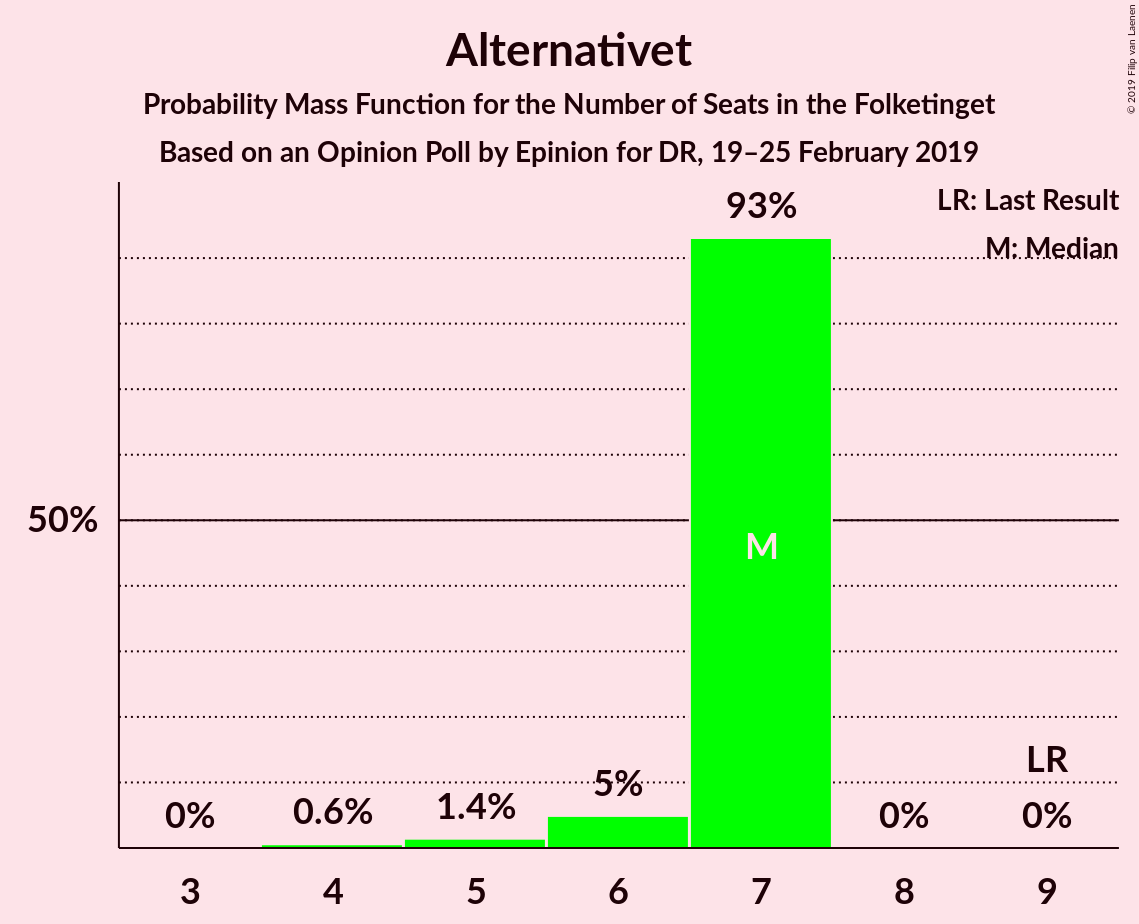 Alternativet
Probability Mass Function for the Number of Seats in the Folketinget
Based on an Opinion Poll by Epinion for DR, 19–25 February 2019
© 2019 Filip van Laenen
LR: Last Result
M: Median
93%
50%
M
LR
0%
0.6%
1.4%
5%
0%
0%
3
4
5
6
7
8
9